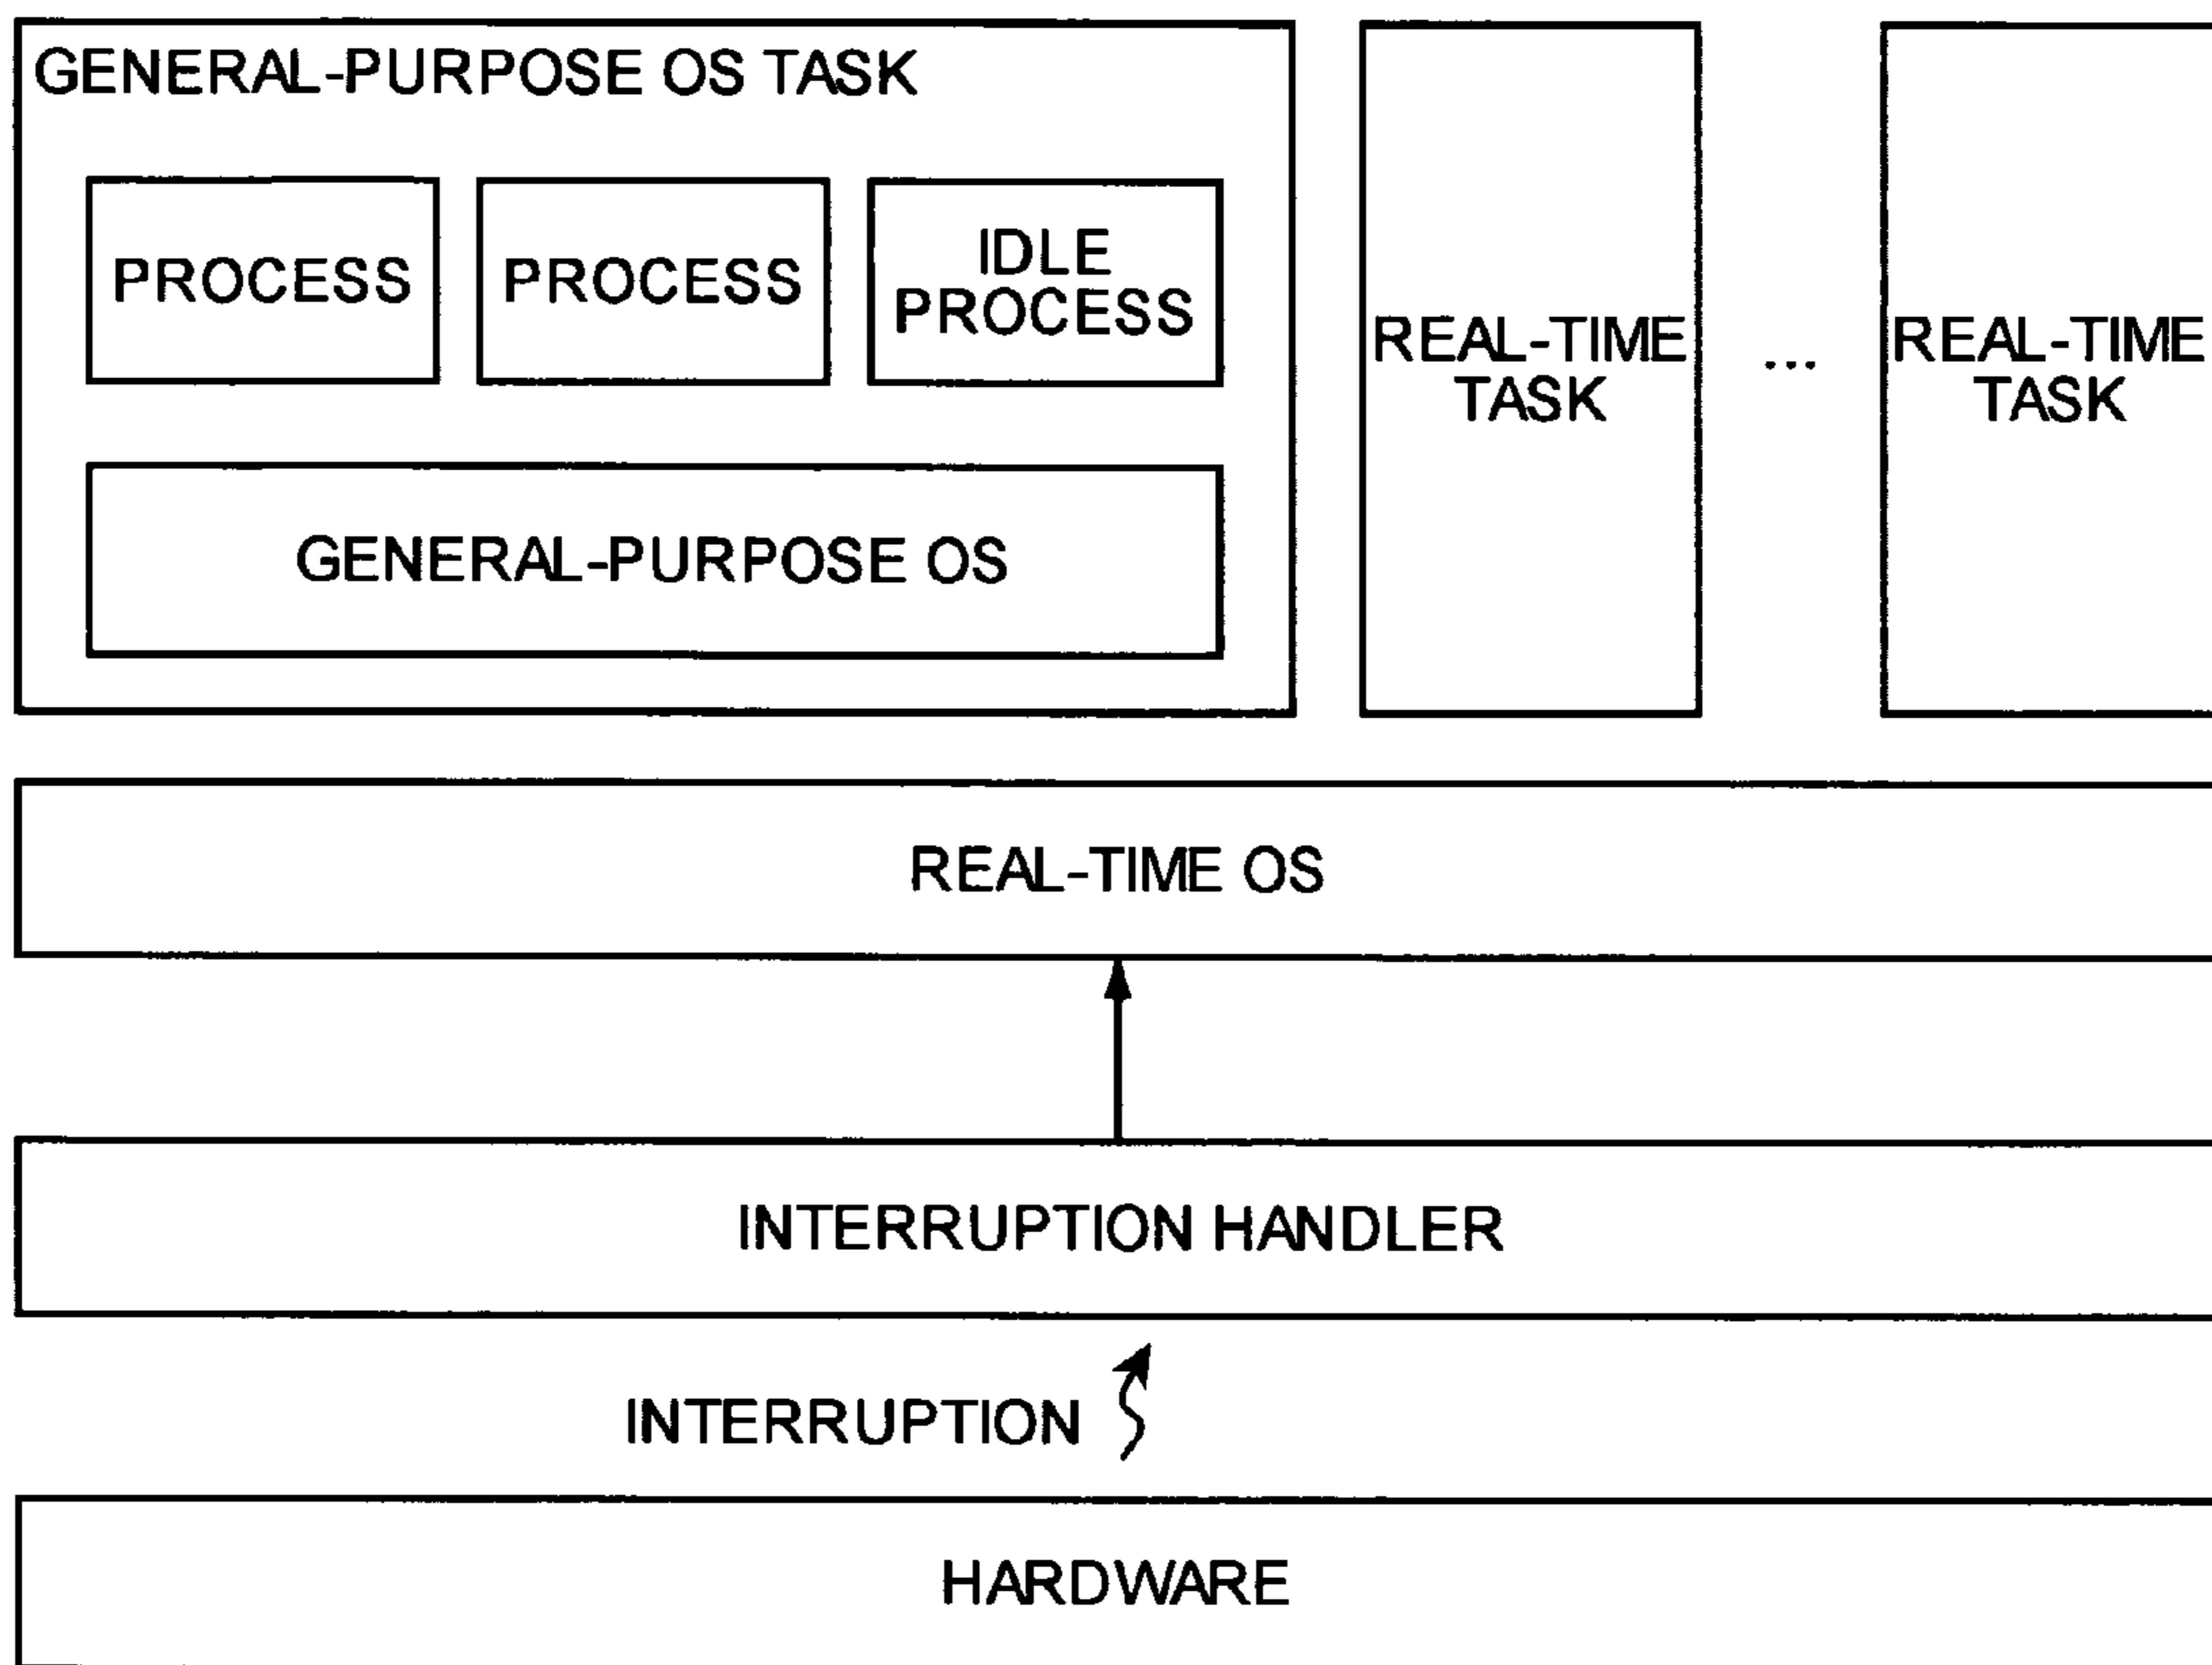 GENERAL-PURPOSE OS TASK
PROCESS
PROCESS
IDLE
PROCESS
GENERAL-PURPOSE OS
REAL-TIME
TASK
...
REAL-TIME
TASK
REAL-TIME OS
INTERRUPTION HANDLER
INTERRUPTION
HARDWARE